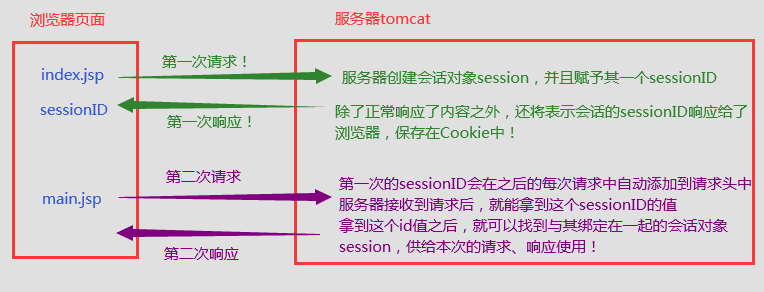 浏览器页面
服务器tomcat
index.jsp
第一次请求！
服务器创建会话对象session，并且赋予其一个sessionID
sessionID
第一次响应！
除了正常响应了内容之外，还将表示会话的sessionID响应给了
浏览器，保存在Cookie中！
第二次请求
main.jsp
第一次的sessionID会在之后的每次请求中自动添加到请求头中
服务器接收到请求后，就能拿到这个sessionID的值
拿到这个id值之后，就可以找到与其绑定在一起的会话对象
session，供给本次的请求、响应使用！
第二次响应